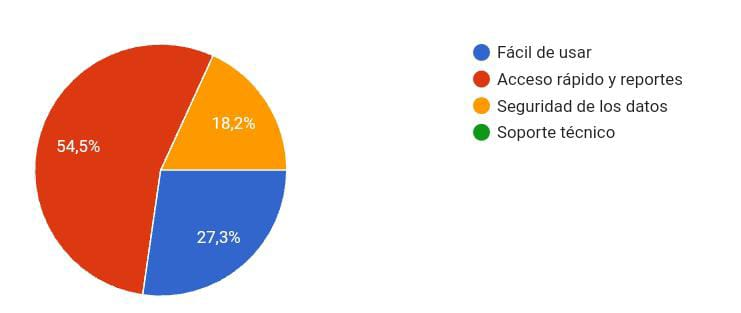 Fácil de usar
Acceso rápido y reportes
Seguridad de los datos
Soporte técnico
54,5%
18,2%
27,3%